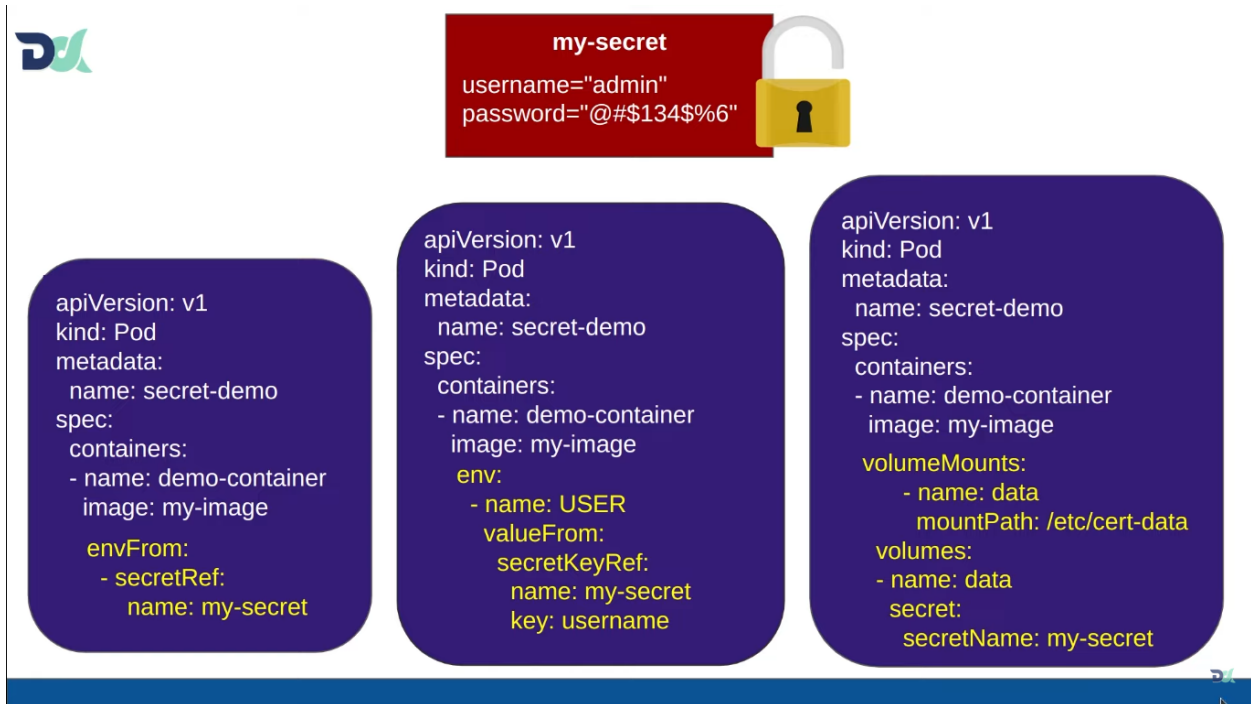 my-secret
username="admin"
password="@#$134$%6"
apiVersion: v1
kind: Pod
metadata:
  name: secret-demo
spec:
  containers:
  - name: demo-container
    image: my-image
    envFrom:
      - secretRef:
          name: my-secret
apiVersion: v1
kind: Pod
metadata:
  name: secret-demo
spec:
  containers:
  - name: demo-container
    image: my-image
    env:
      - name: USER
        valueFrom:
          secretKeyRef:
            name: my-secret
            key: username
apiVersion: v1
kind: Pod
metadata:
  name: secret-demo
spec:
  containers:
  - name: demo-container
    image: my-image
   volumeMounts:
         - name: data
           mountPath: /etc/cert-data
     volumes:
     - name: data
       secret:
         secretName: my-secret